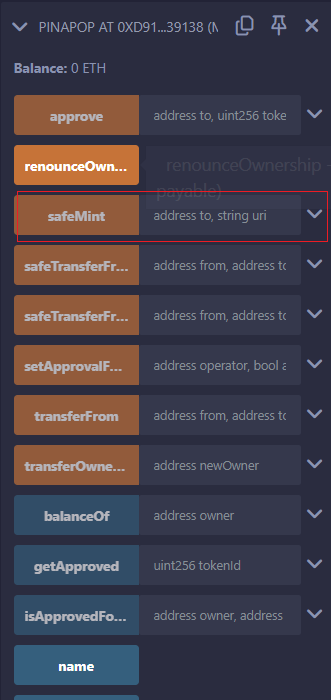 PINAPOP AT 0XD91...39138 (M
Balance: 0 ETH
approve address to, uint256 toke
renounceOwn... renounceOwnership -
payable)
safeMint address to, string uri
safeTransferFr... address from, address to
safeTransferFr... address from, address to
setApprovalF... address operator, bool a
transferFrom address from, address to
transferOwne... address newOwner
balanceOf address owner
getApproved uint256 tokenId
isApprovedFo... address owner, address
name